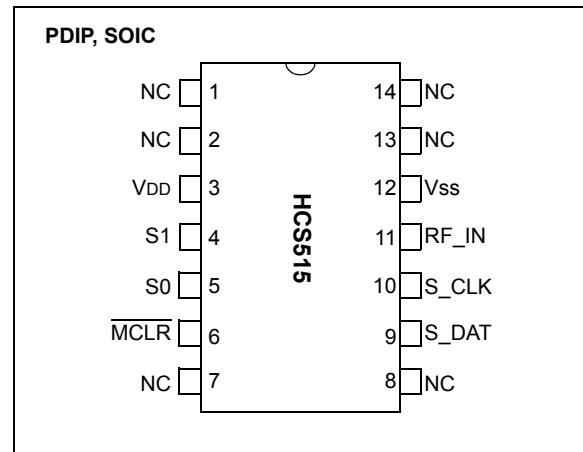 PDIP, SOIC
NC 1 14 NC
NC 2 13 NC
VDD 3 12 Vss
S1 4 11 RF_IN
S0 5 10 S_CLK
MCLR 6 9 S_DAT
NC 7 8 NC
HCS515